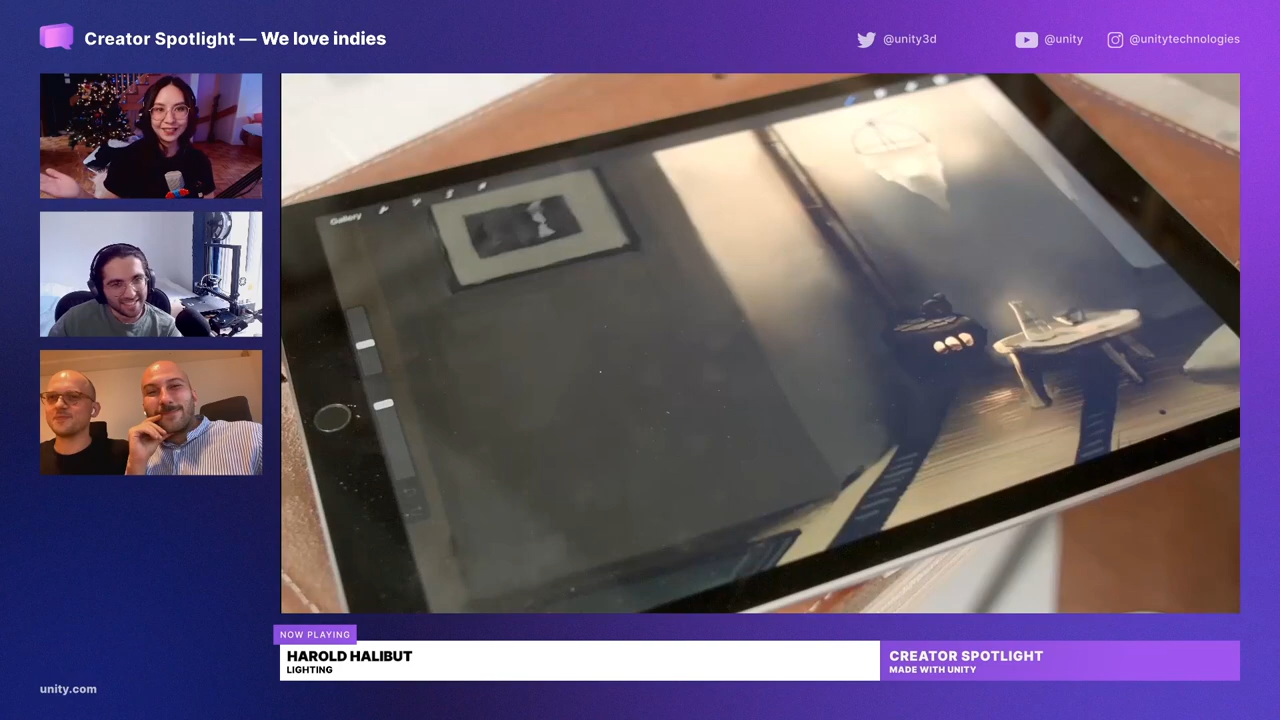 Creator Spotlight — We love indies
@unity3d
@unity
@unitytechnologies
Gallery
NOW PLAYING
HAROLD HALIBUT
LIGHTING
CREATOR SPOTLIGHT
MADE WITH UNITY
unity.com